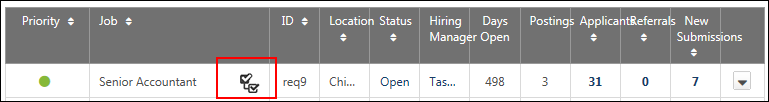 Priority Job ID Location Status Hiring Manager Days Open Postings Applicants Referrals New Submissions
Senior Accountant req9 Chi... Open Tas... 498 3 31 0 7